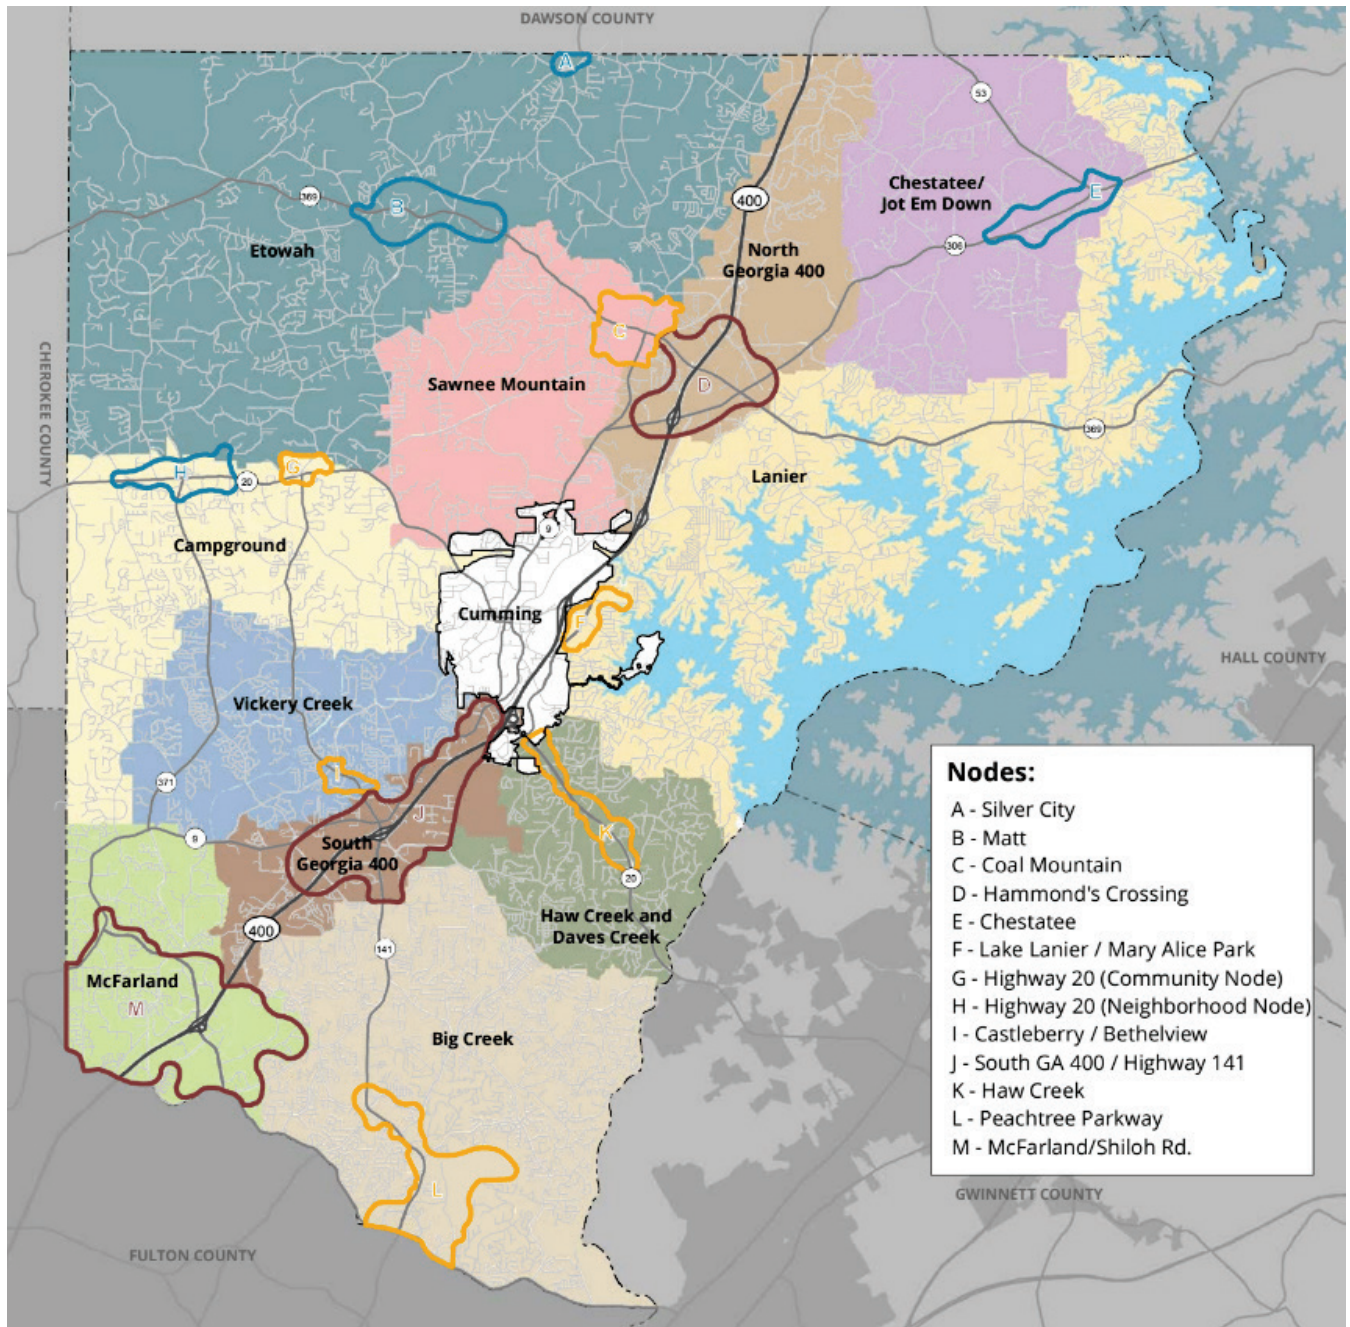 DAWSON COUNTY
A
53
Chestatee/
Jot Em Down
E
369
B
400
Etowah
North
Georgia 400
306
C
CHEROKEE COUNTY
Sawnee Mountain
D
369
H
G
20
Lanier
9
Campground
Cumming
F
HALL COUNTY
Vickery Creek
371
I
J
9
South
Georgia 400
K
20
400
141
Haw Creek and
Daves Creek
McFarland
M
Big Creek
L
FULTON COUNTY
GWINNETT COUNTY
Nodes:
A - Silver City
B - Matt
C - Coal Mountain
D - Hammond's Crossing
E - Chestatee
F - Lake Lanier / Mary Alice Park
G - Highway 20 (Community Node)
H - Highway 20 (Neighborhood Node)
I - Castleberry / Bethelview
J - South GA 400 / Highway 141
K - Haw Creek
L - Peachtree Parkway
M - McFarland/Shiloh Rd.